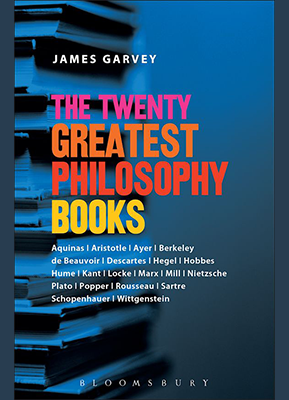 JAMES GARVEY
THE TWENTY
GREATEST
PHILOSOPHY
BOOKS
Aquinas | Aristotle | Ayer | Berkeley
de Beauvoir | Descartes | Hegel | Hobbes
Hume | Kant | Locke | Marx | Mill | Nietzsche
Plato | Popper | Rousseau | Sartre
Schopenhauer | Wittgenstein
BLOOMSBURY